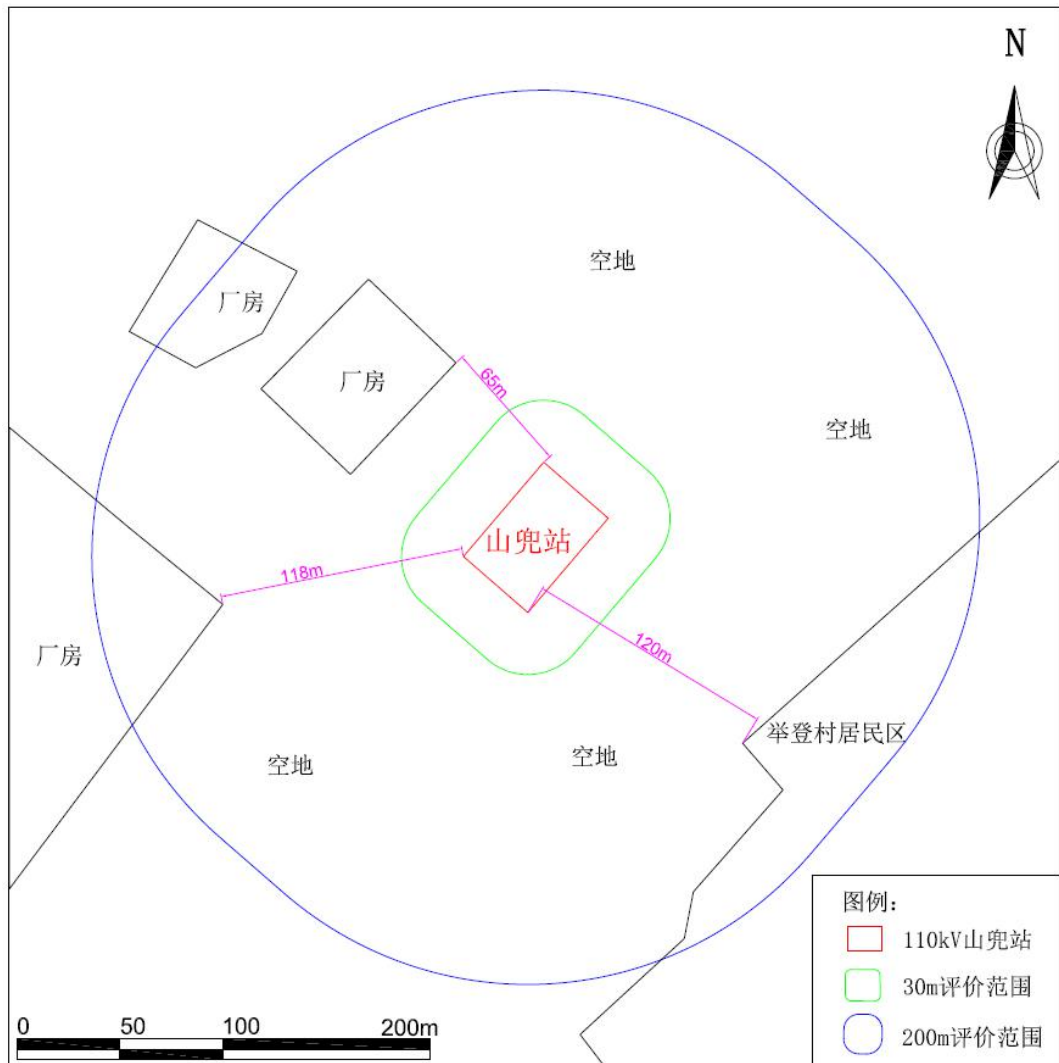 N
空地
厂房
厂房
65m
空地
山兜站
118m
120m
厂房
举登村居民区
空地
空地
图例：
110kV山兜站
30m评价范围
200m评价范围
0 50 100 200m